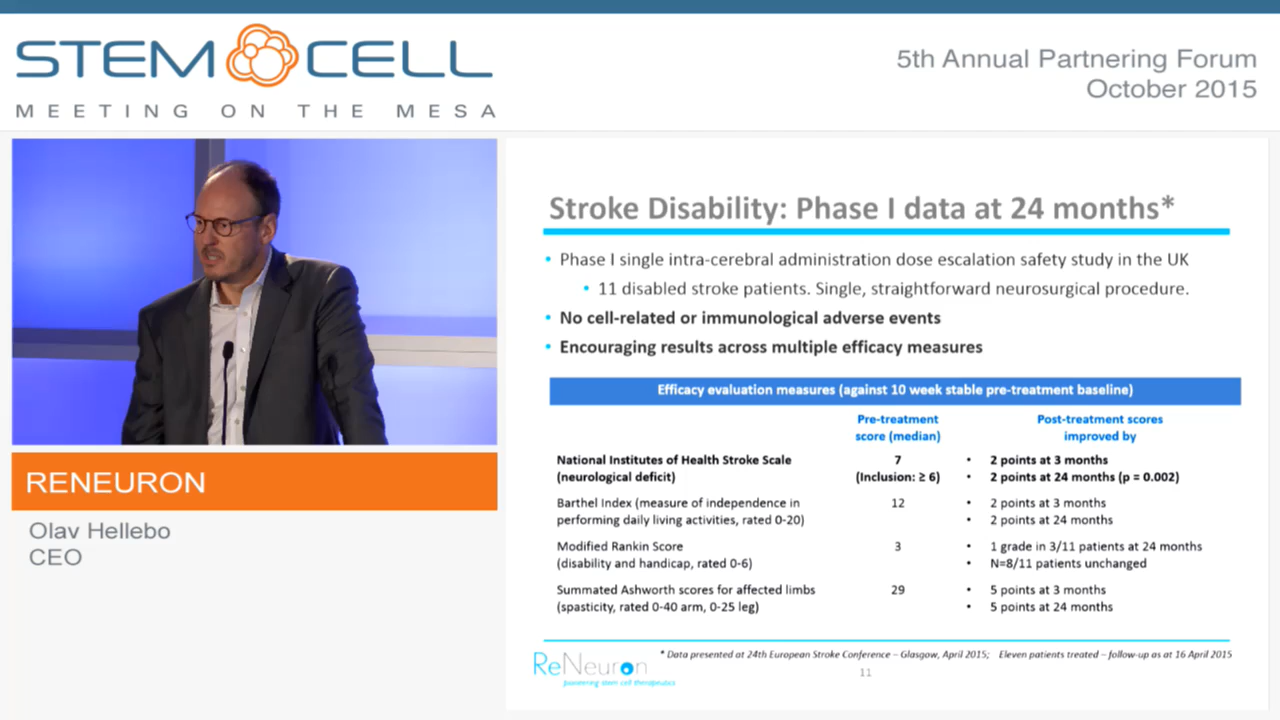 STEM CELL
MEETING ON THE MESA
5th Annual Partnering Forum
October 2015
RENEURON
Olav Hellebo
CEO
Stroke Disability: Phase I data at 24 months*
• Phase I single intra-cerebral administration dose escalation safety study in the UK
• 11 disabled stroke patients. Single, straightforward neurosurgical procedure.
• No cell-related or immunological adverse events
• Encouraging results across multiple efficacy measures
Efficacy evaluation measures (against 10 week stable pre-treatment baseline)
Pre-treatment score (median)
Post-treatment scores improved by
National Institutes of Health Stroke Scale 7 • 2 points at 3 months
(neurological deficit) (Inclusion: ≥ 6) • 2 points at 24 months (p = 0.002)
Barthel Index (measure of independence in 12 • 2 points at 3 months
performing daily living activities, rated 0-20) • 2 points at 24 months
Modified Rankin Score 3 • 1 grade in 3/11 patients at 24 months
(disability and handicap, rated 0-6) • N=8/11 patients unchanged
Summated Ashworth scores for affected limbs 29 • 5 points at 3 months
(spasticity, rated 0-40 arm, 0-25 leg) • 5 points at 24 months
* Data presented at 24th European Stroke Conference – Glasgow, April 2015; Eleven patients treated – follow-up as at 16 April 2015
ReNeuron
pioneering stem cell therapeutics
11